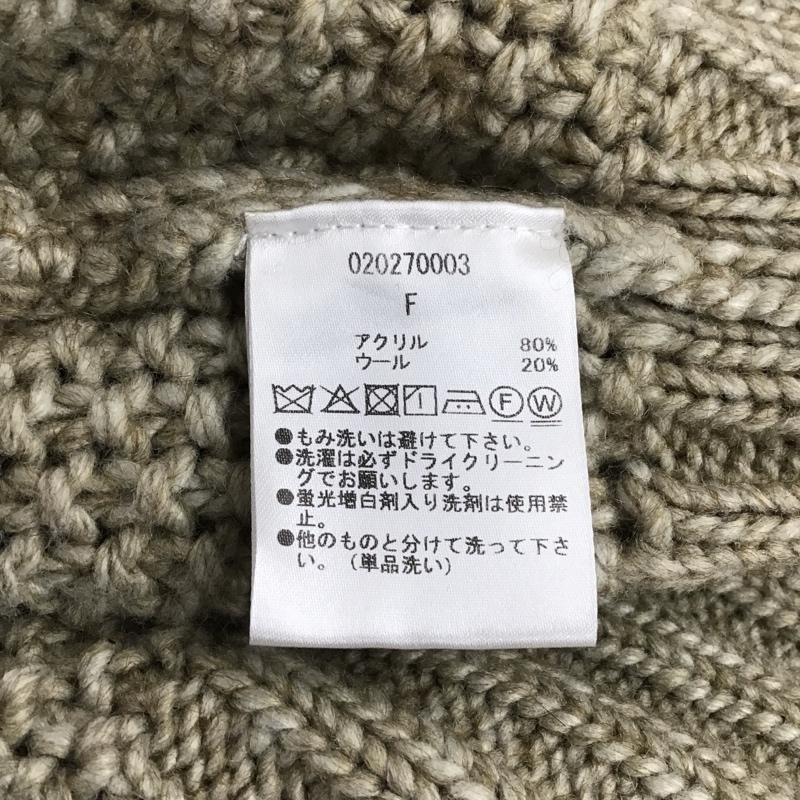 020270003
F
アクリル 80%
ウール 20%
F W
●もみ洗いは避けて下さい。
●洗濯は必ずドライクリーニン
グでお願いします。
●蛍光増白剤入り洗剤は使用禁
止。
●他のものと分けて洗って下さ
い。（単品洗い）